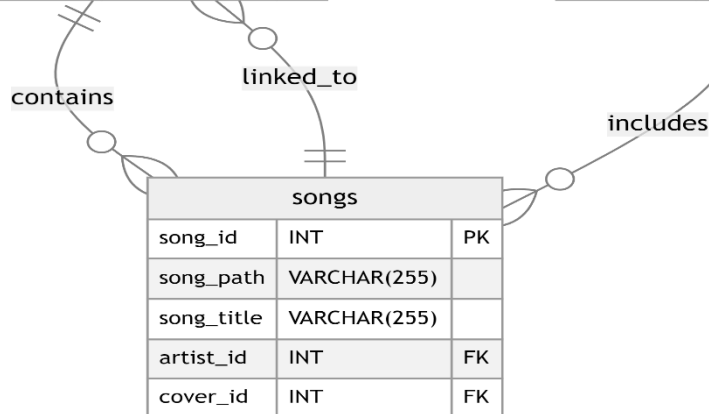 linked_to
contains
includes
songs
song_id INT PK
song_path VARCHAR(255)
song_title VARCHAR(255)
artist_id INT FK
cover_id INT FK